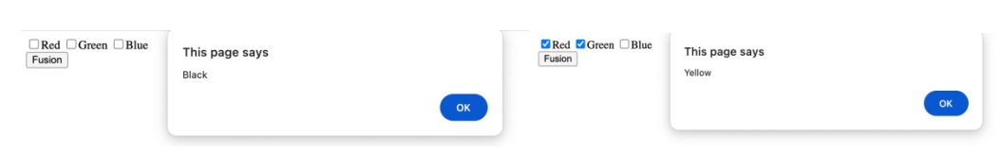 Red Green Blue
Fusion
This page says
Black
OK
Red Green Blue
Fusion
This page says
Yellow
OK